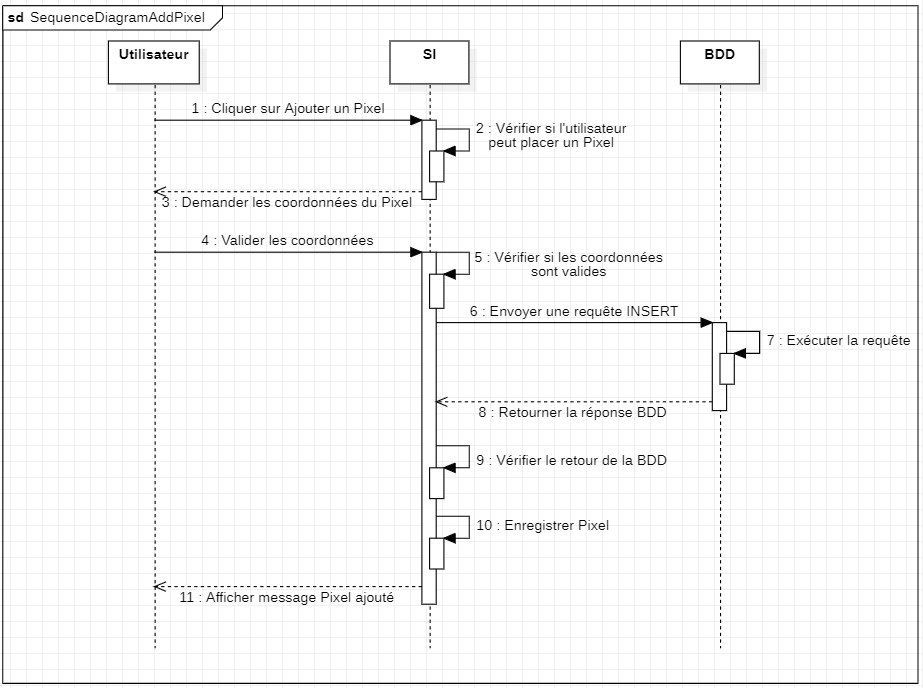 sd SequenceDiagramAddPixel
Utilisateur
SI
BDD
1 : Cliquer sur Ajouter un Pixel
2 : Vérifier si l'utilisateur
peut placer un Pixel
3 : Demander les coordonnées du Pixel
4 : Valider les coordonnées
5 : Vérifier si les coordonnées
sont valides
6 : Envoyer une requête INSERT
7 : Exécuter la requête
8 : Retourner la réponse BDD
9 : Vérifier le retour de la BDD
10 : Enregistrer Pixel
11 : Afficher message Pixel ajouté